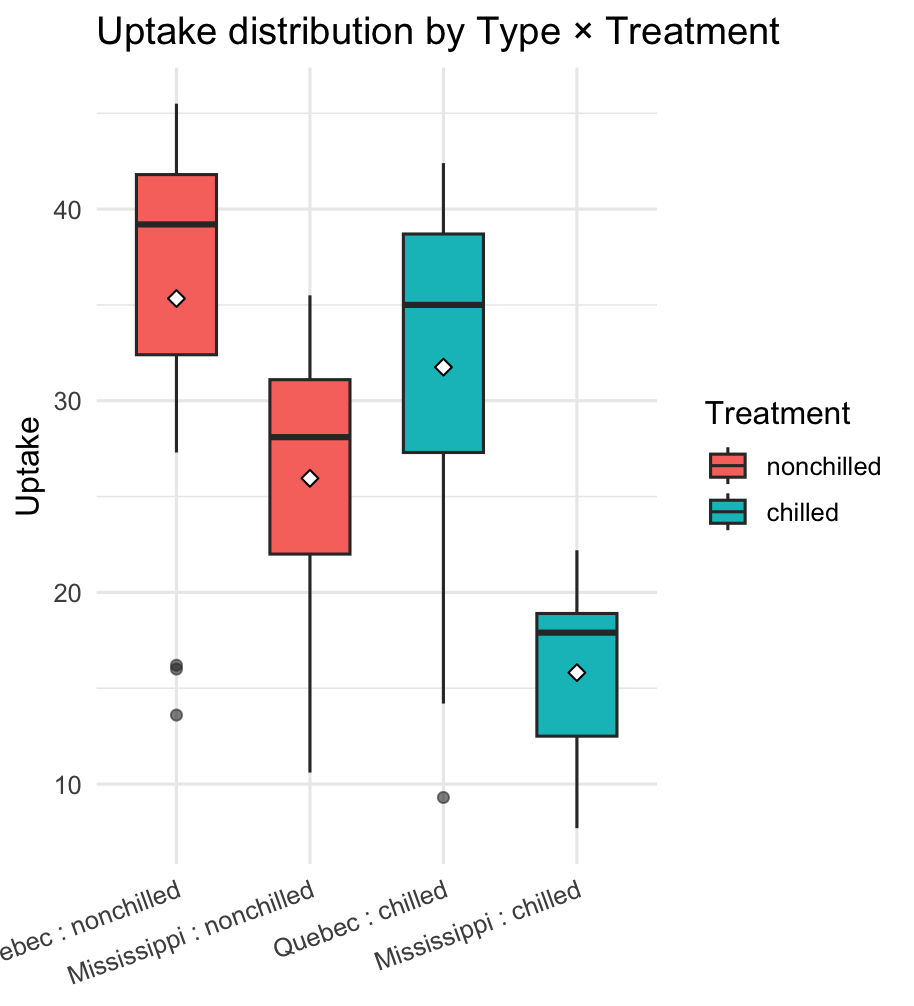 Uptake distribution by Type × Treatment
Uptake
40
30
20
10
ebec : nonchilled
Mississippi : nonchilled
Quebec : chilled
Mississippi : chilled
Treatment
nonchilled
chilled